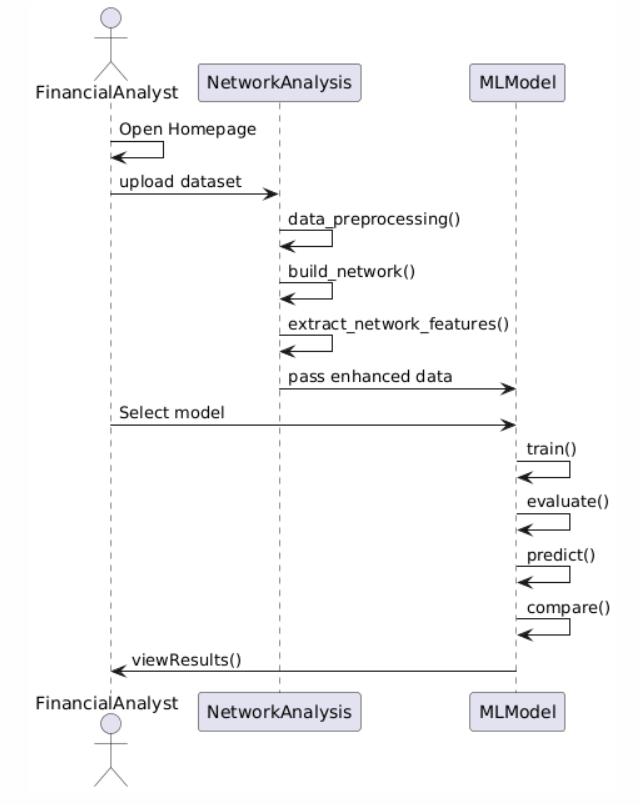 FinancialAnalyst
NetworkAnalysis
MLModel
Open Homepage
upload dataset
data_preprocessing()
build_network()
extract_network_features()
pass enhanced data
Select model
train()
evaluate()
predict()
compare()
viewResults()
FinancialAnalyst
NetworkAnalysis
MLModel